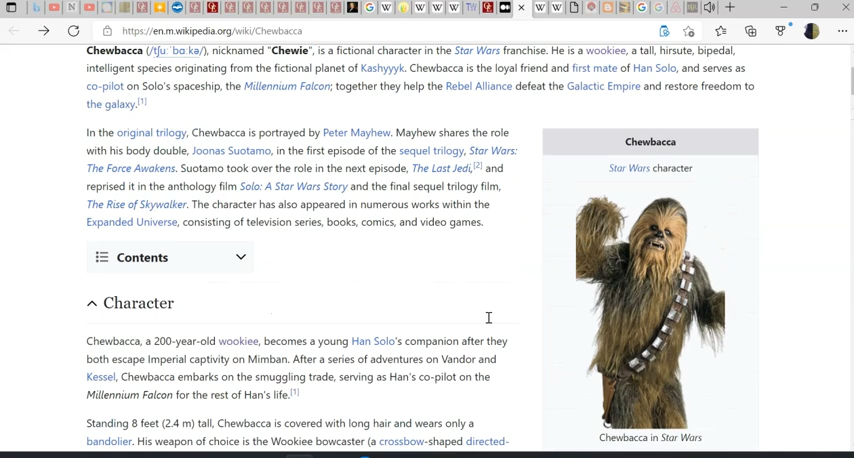 https://en.m.wikipedia.org/wiki/Chewbacca
Chewbacca (/tʃuːˈbɑːkə/), nicknamed "Chewie", is a fictional character in the Star Wars franchise. He is a wookiee, a tall, hirsute, bipedal,
intelligent species originating from the fictional planet of Kashyyyk. Chewbacca is the loyal friend and first mate of Han Solo, and serves as
co-pilot on Solo's spaceship, the Millennium Falcon; together they help the Rebel Alliance defeat the Galactic Empire and restore freedom to
the galaxy.[1]
In the original trilogy, Chewbacca is portrayed by Peter Mayhew. Mayhew shares the role
with his body double, Joonas Suotamo, in the first episode of the sequel trilogy, Star Wars:
The Force Awakens. Suotamo took over the role in the next episode, The Last Jedi,[2] and
reprised it in the anthology film Solo: A Star Wars Story and the final sequel trilogy film,
The Rise of Skywalker. The character has also appeared in numerous works within the
Expanded Universe, consisting of television series, books, comics, and video games.
Contents
Character
Chewbacca, a 200-year-old wookiee, becomes a young Han Solo's companion after they
both escape Imperial captivity on Mimban. After a series of adventures on Vandor and
Kessel, Chewbacca embarks on the smuggling trade, serving as Han's co-pilot on the
Millennium Falcon for the rest of Han's life.[1]
Standing 8 feet (2.4 m) tall, Chewbacca is covered with long hair and wears only a
bandolier. His weapon of choice is the Wookiee bowcaster (a crossbow-shaped directed-
Chewbacca
Star Wars character
Chewbacca in Star Wars